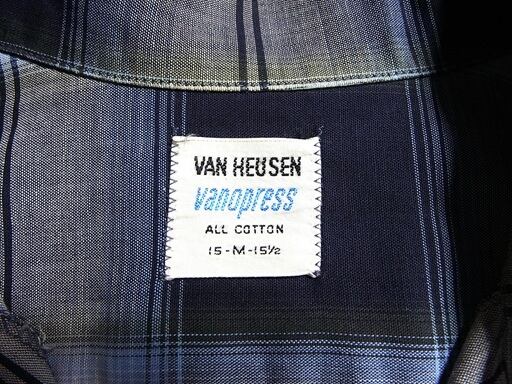 VAN HEUSEN
vanopress
ALL COTTON
15-M-15½